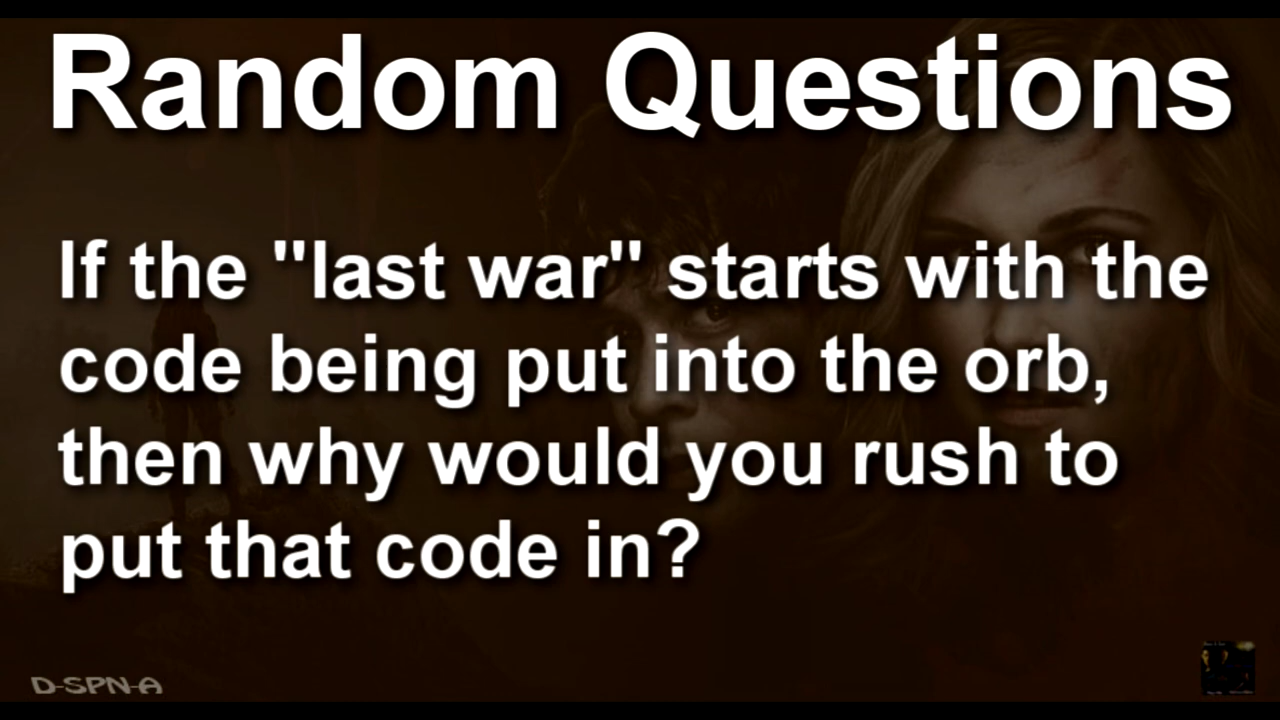 Random Questions
If the "last war" starts with the
code being put into the orb,
then why would you rush to
put that code in?
D-SPN-A